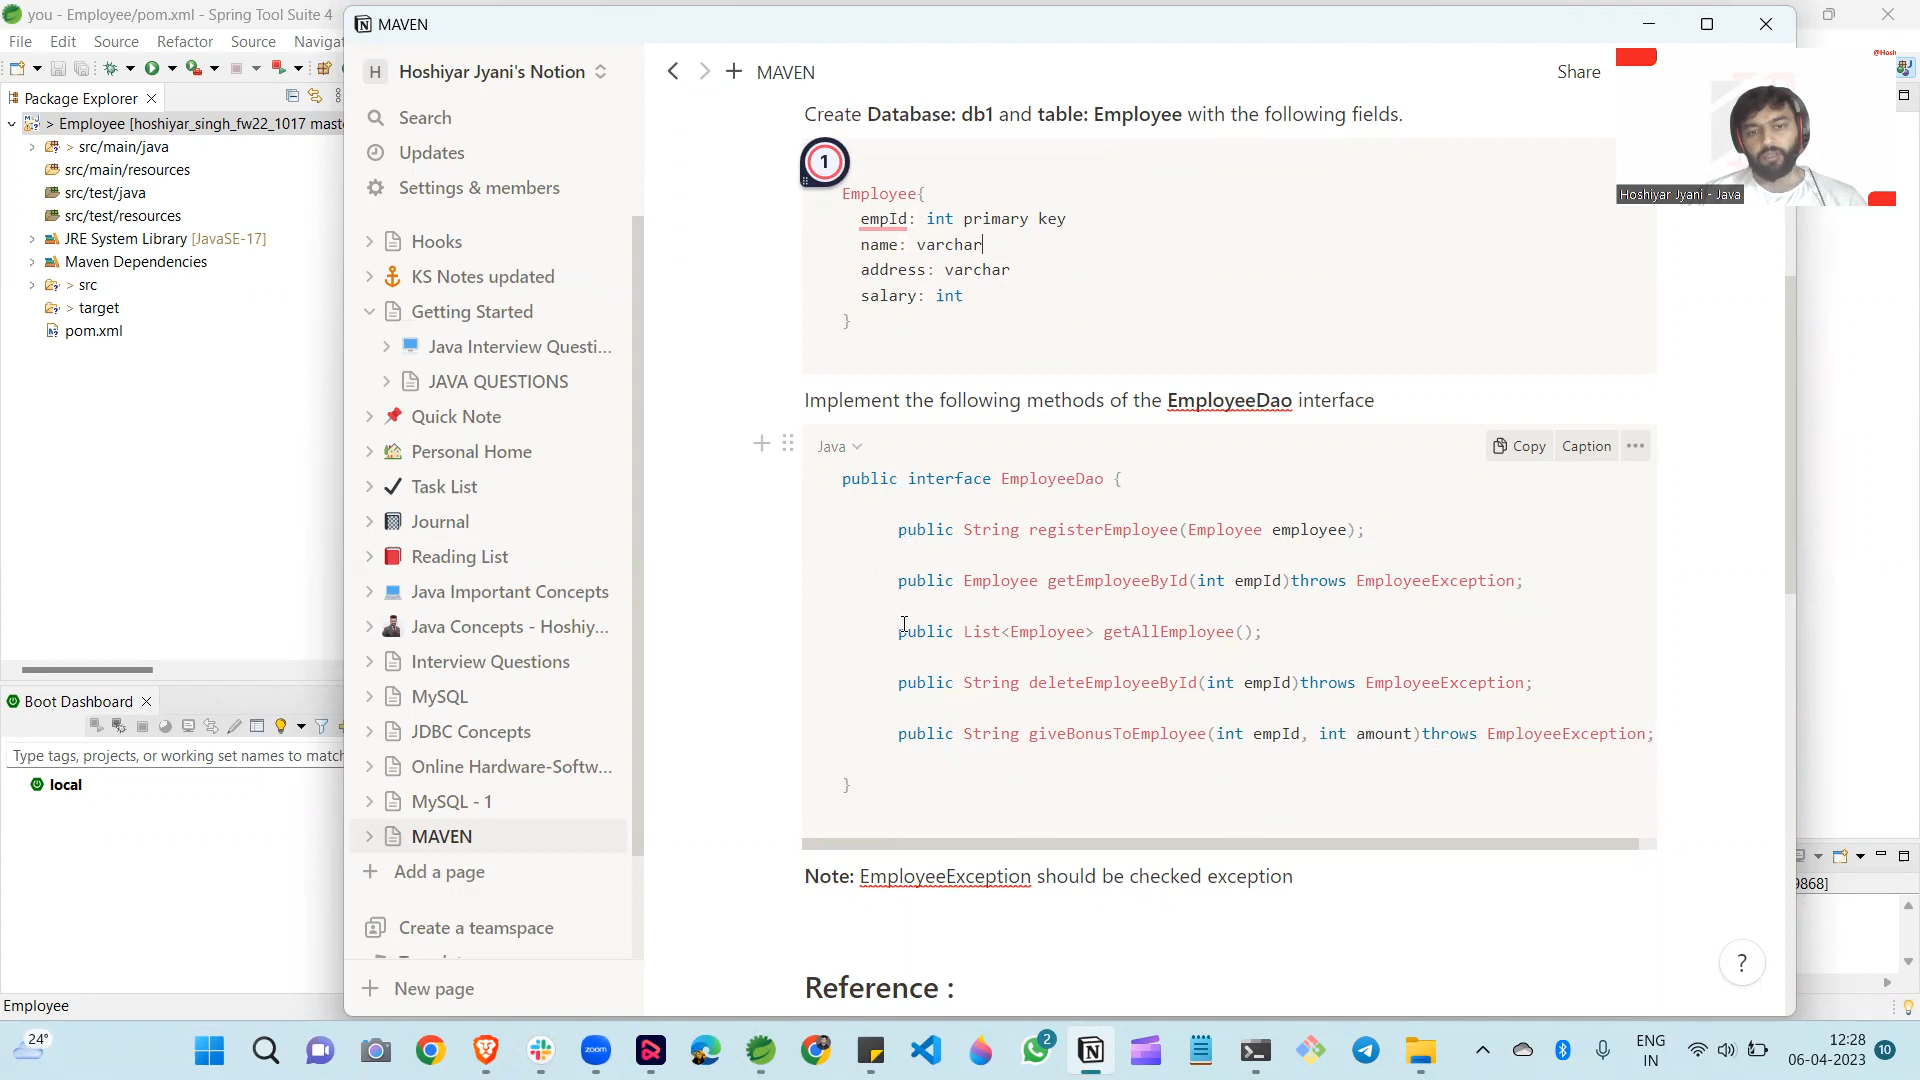 you - Employee/pom.xml - Spring Tool Suite 4
File Edit Source Refactor Source Navigat
Package Explorer
> Employee [hoshiyar_singh_fw22_1017 mast
> src/main/java
src/main/resources
src/test/java
src/test/resources
JRE System Library [JavaSE-17]
Maven Dependencies
> src
> target
pom.xml
Boot Dashboard
Type tags, projects, or working set names to match
local
Employee
MAVEN
H Hoshiyar Jyani's Notion
Search
Updates
Settings & members
Hooks
KS Notes updated
Getting Started
Java Interview Questi...
JAVA QUESTIONS
Quick Note
Personal Home
Task List
Journal
Reading List
Java Important Concepts
Java Concepts - Hoshiy...
Interview Questions
MySQL
JDBC Concepts
Online Hardware-Softw...
MySQL - 1
MAVEN
Add a page
Create a teamspace
New page
MAVEN
Share
Create Database: db1 and table: Employee with the following fields.
1
Employee{
empId: int primary key
name: varchar
address: varchar
salary: int
}
Implement the following methods of the EmployeeDao interface
Java
Copy Caption
public interface EmployeeDao {
public String registerEmployee(Employee employee);
public Employee getEmployeeById(int empId)throws EmployeeException;
public List<Employee> getAllEmployee();
public String deleteEmployeeById(int empId)throws EmployeeException;
public String giveBonusToEmployee(int empId, int amount)throws EmployeeException;
}
Note: EmployeeException should be checked exception
Reference :
?
Hoshiyar Jyani - Java
@Hosh
9868]
24°
zoom
2
ENG
IN
12:28
06-04-2023
10